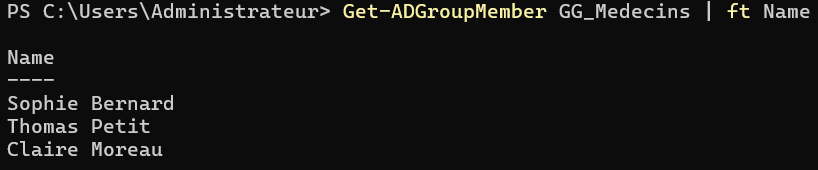 PS C:\Users\Administrateur> Get-ADGroupMember GG_Medecins | ft Name
Name
----
Sophie Bernard
Thomas Petit
Claire Moreau